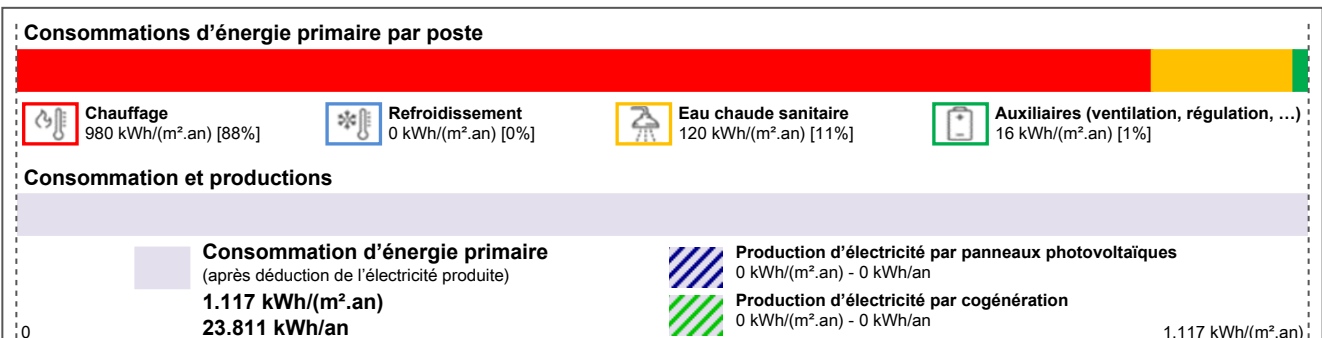 Consommations d’énergie primaire par poste
Chauffage
980 kWh/(m².an) [88%]
Refroidissement
0 kWh/(m².an) [0%]
Eau chaude sanitaire
120 kWh/(m².an) [11%]
Auxiliaires (ventilation, régulation, …)
16 kWh/(m².an) [1%]
Consommation et productions
Consommation d’énergie primaire
(après déduction de l’électricité produite)
1.117 kWh/(m².an)
23.811 kWh/an
Production d’électricité par panneaux photovoltaïques
0 kWh/(m².an) - 0 kWh/an
Production d’électricité par cogénération
0 kWh/(m².an) - 0 kWh/an
0
1.117 kWh/(m².an)